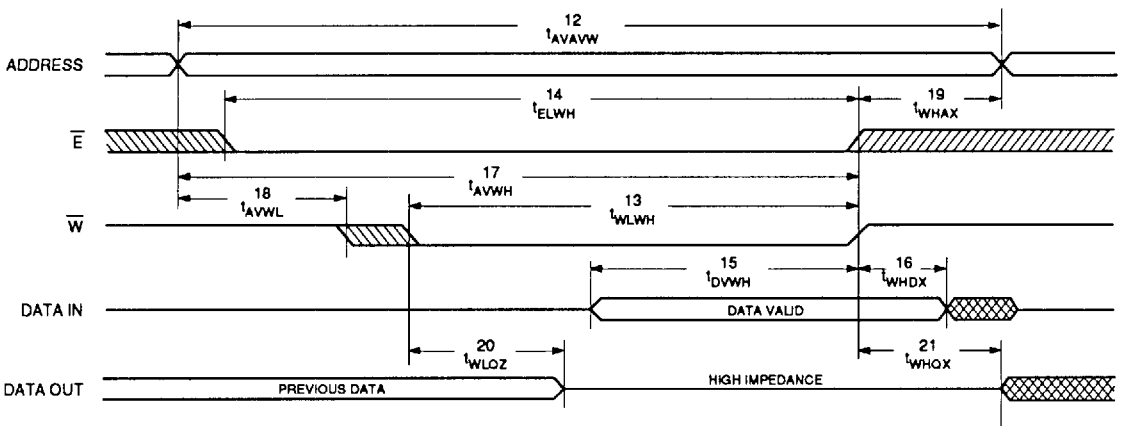 12
tAVAVW
ADDRESS
14
tELWH
19
tWHAX
E
17
tAVWH
18
tAVWL
13
tWLWH
W
15
tDVWH
16
tWHDX
DATA IN
DATA VALID
20
tWLQZ
21
tWHQX
DATA OUT
PREVIOUS DATA
HIGH IMPEDANCE